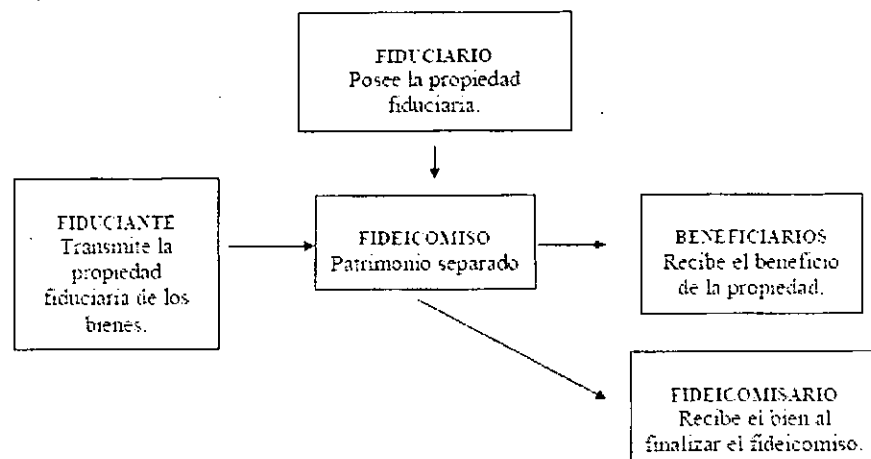 FIDUCIARIO
Posee la propiedad
fiduciaria.
FIDUCIANTE
Transmite la
propiedad
fiduciaria de los
bienes.
FIDEICOMISO
Patrimonio separado
BENEFICIARIOS
Recibe el beneficio
de la propiedad.
FIDEICOMISARIO
Recibe el bien al
finalizar el fideicomiso.